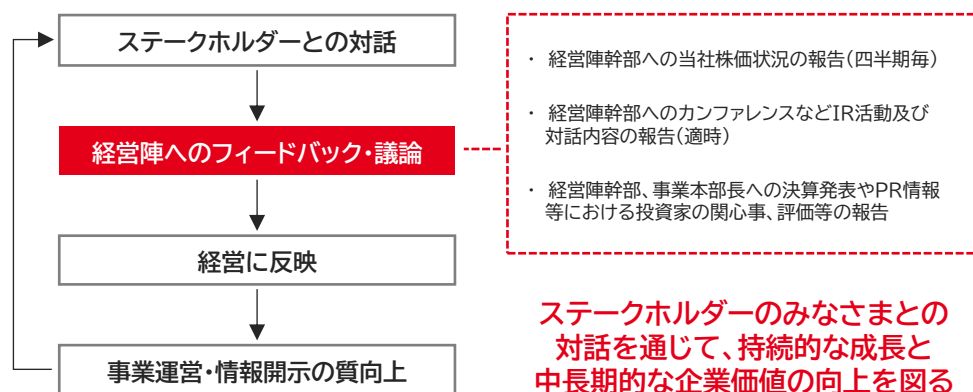 ステークホルダーとの対話
経営陣へのフィードバック・議論
経営に反映
事業運営・情報開示の質向上
・ 経営陣幹部への当社株価状況の報告(四半期毎)
・ 経営陣幹部へのカンファレンスなどIR活動及び
対話内容の報告(適時)
・ 経営陣幹部、事業本部長への決算発表やPR情報
等における投資家の関心事、評価等の報告
ステークホルダーのみなさまとの
対話を通じて、持続的な成長と
中長期的な企業価値の向上を図る